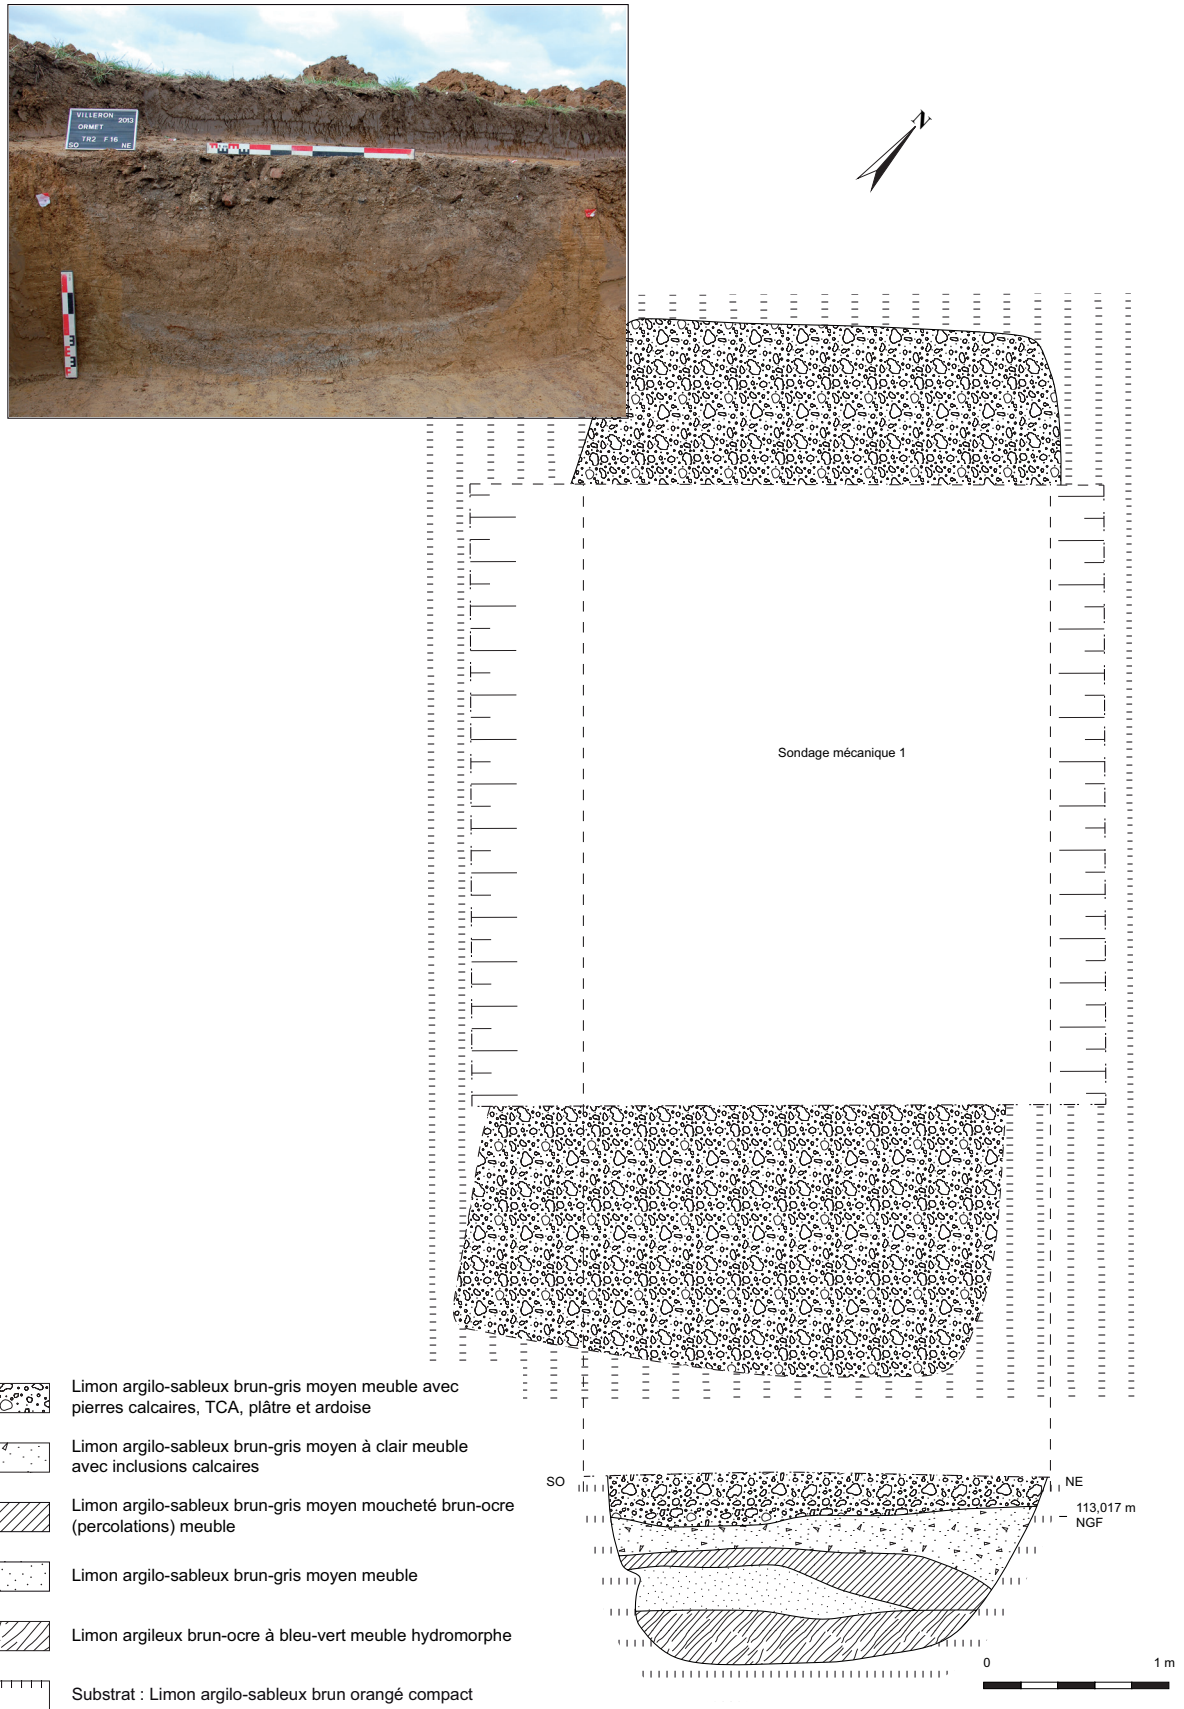 VILLERON
2013
ORMET
TR2 F16
SO NE
N
Sondage mécanique 1
Limon argilo-sableux brun-gris moyen meuble avec
pierres calcaires, TCA, plâtre et ardoise
Limon argilo-sableux brun-gris moyen à clair meuble
avec inclusions calcaires
Limon argilo-sableux brun-gris moyen moucheté brun-ocre
(percolations) meuble
Limon argilo-sableux brun-gris moyen meuble
Limon argileux brun-ocre à bleu-vert meuble hydromorphe
Substrat : Limon argilo-sableux brun orangé compact
SO
NE
113,017 m
NGF
0
1 m